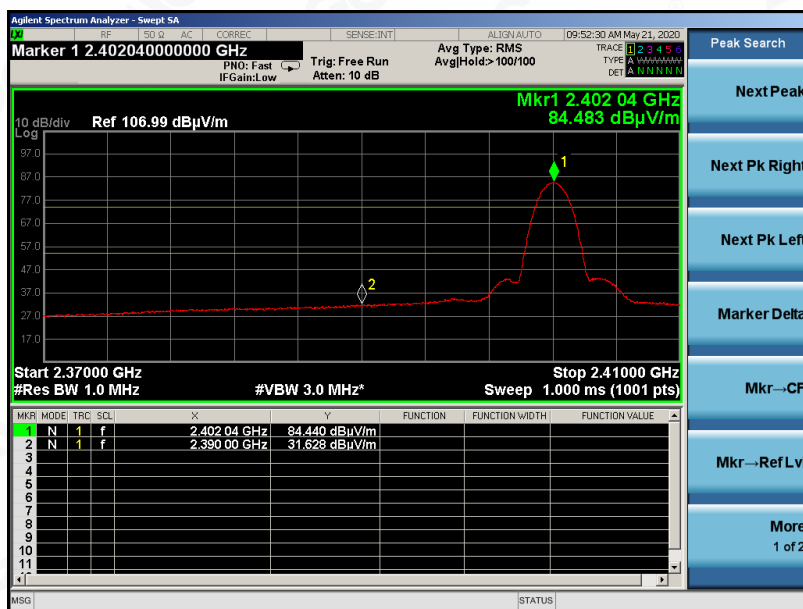 Agilent Spectrum Analyzer - Swept SA
LXI RF 50 Ω AC CORREC SENSE:INT ALIGN AUTO 09:52:30 AM May 21, 2020
Marker 1 2.402040000000 GHz
PNO: Fast
IFGain:Low
Trig: Free Run
Atten: 10 dB
Avg Type: RMS
Avg|Hold:>100/100
TRACE 1 2 3 4 5 6
TYPE A WWWWW
DET A N N N N N
Peak Search
Mkr1 2.402 04 GHz
84.483 dBµV/m
10 dB/div Ref 106.99 dBµV/m
Log
97.0
87.0
77.0
67.0
57.0
47.0
37.0
27.0
17.0
1
2
Start 2.37000 GHz Stop 2.41000 GHz
#Res BW 1.0 MHz #VBW 3.0 MHz* Sweep 1.000 ms (1001 pts)
MKR MODE TRC SCL X Y FUNCTION FUNCTION WIDTH FUNCTION VALUE
1 N 1 f 2.402 04 GHz 84.440 dBµV/m
2 N 1 f 2.390 00 GHz 31.628 dBµV/m
3
4
5
6
7
8
9
10
11
MSG STATUS
Next Peak
Next Pk Right
Next Pk Left
Marker Delta
Mkr→CF
Mkr→Ref Lv
More
1 of 2